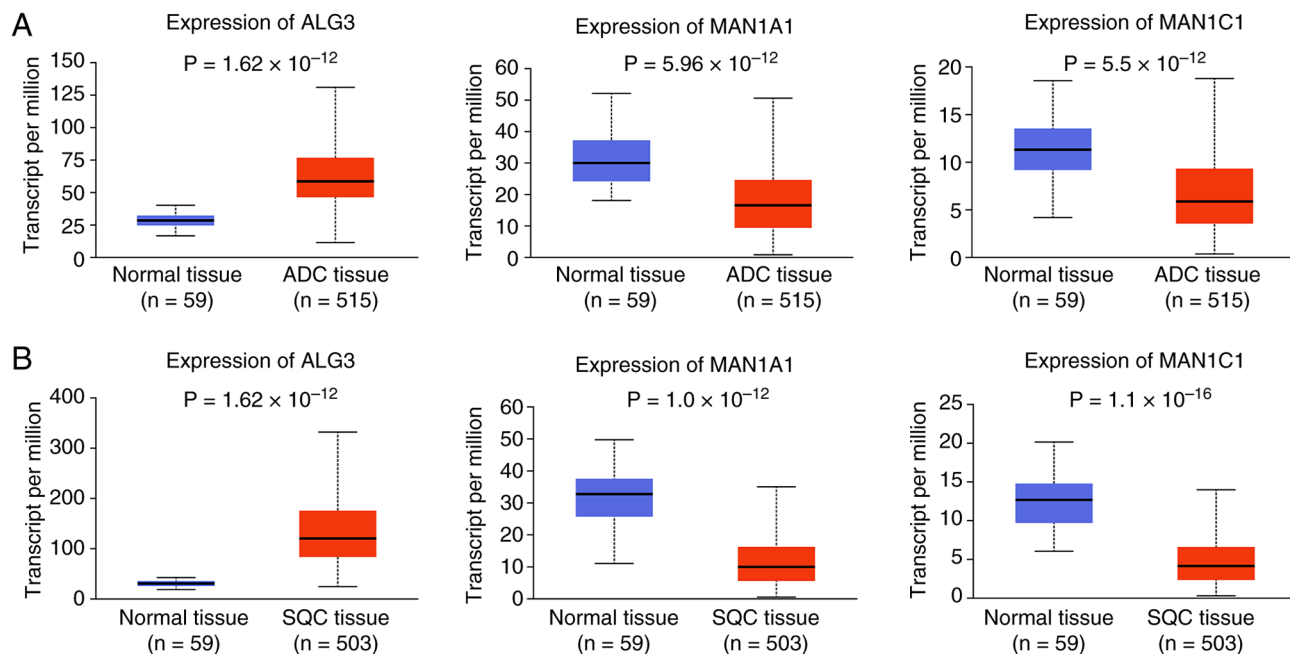 A
Expression of ALG3
P = 1.62 × 10⁻¹²
Transcript per million
150
125
100
75
50
25
0
Normal tissue
(n = 59)
ADC tissue
(n = 515)
Expression of MAN1A1
P = 5.96 × 10⁻¹²
Transcript per million
60
50
40
30
20
10
0
Normal tissue
(n = 59)
ADC tissue
(n = 515)
Expression of MAN1C1
P = 5.5 × 10⁻¹²
Transcript per million
20
15
10
5
0
Normal tissue
(n = 59)
ADC tissue
(n = 515)
B
Expression of ALG3
P = 1.62 × 10⁻¹²
Transcript per million
400
300
200
100
0
Normal tissue
(n = 59)
SQC tissue
(n = 503)
Expression of MAN1A1
P = 1.0 × 10⁻¹²
Transcript per million
60
50
40
30
20
10
0
Normal tissue
(n = 59)
SQC tissue
(n = 503)
Expression of MAN1C1
P = 1.1 × 10⁻¹⁶
Transcript per million
25
20
15
10
5
0
Normal tissue
(n = 59)
SQC tissue
(n = 503)